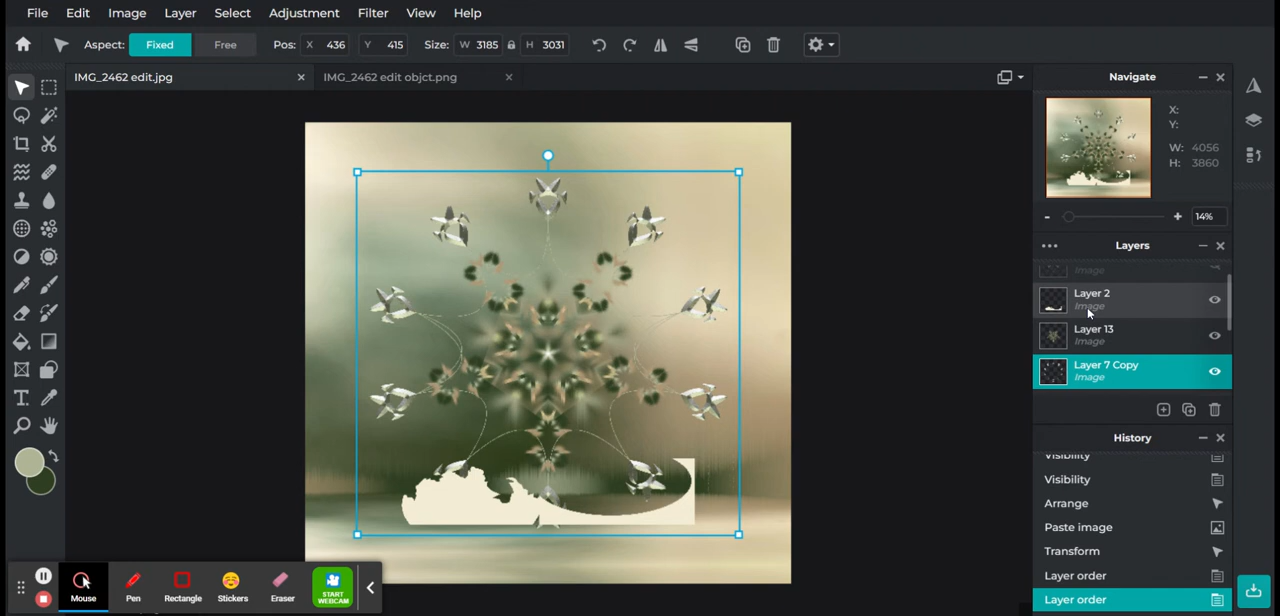 File Edit Image Layer Select Adjustment Filter View Help
Aspect: Fixed Free Pos: X 436 Y 415 Size: W 3185 H 3031
IMG_2462 edit.jpg IMG_2462 edit objct.png
Navigate
X:
Y:
W: 4056
H: 3860
14%
Layers
Image
Layer 2
Image
Layer 13
Image
Layer 7 Copy
Image
History
Visibility
Visibility
Arrange
Paste image
Transform
Layer order
Layer order
Mouse Pen Rectangle Stickers Eraser START WEBCAM